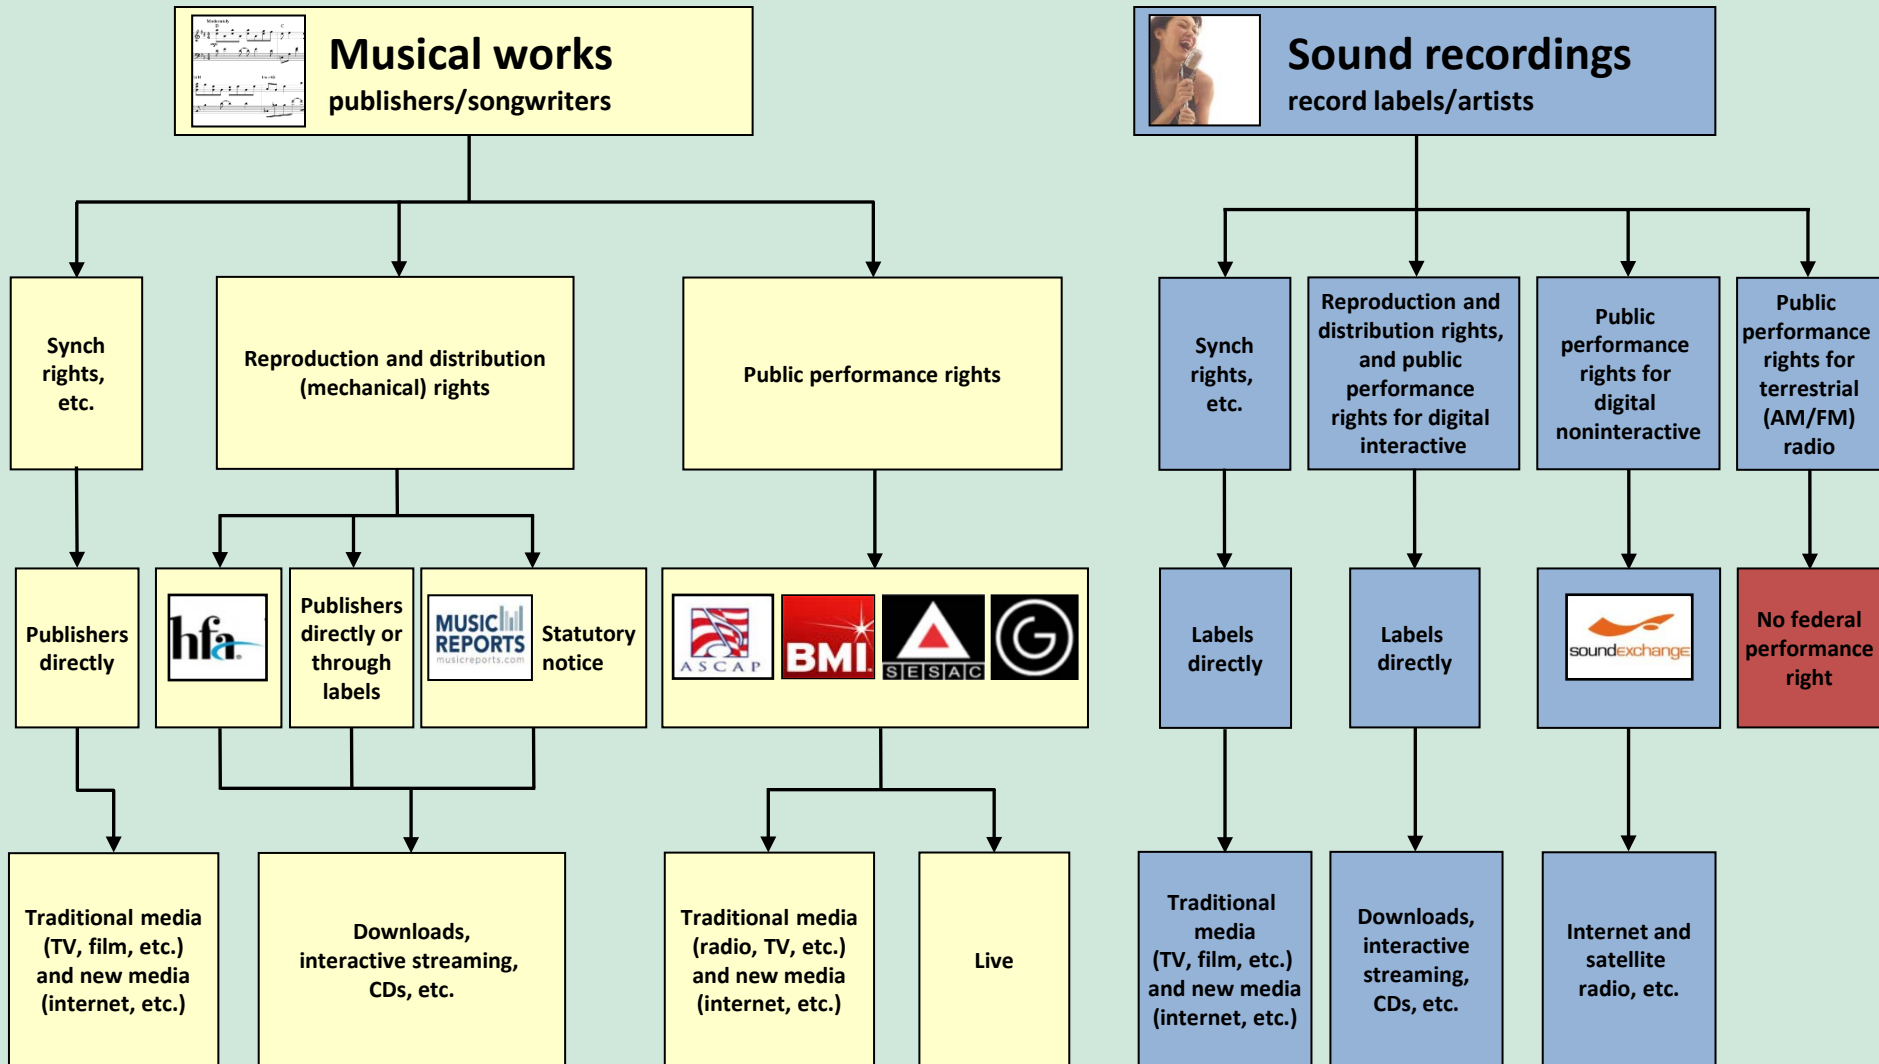 Musical works
publishers/songwriters
Sound recordings
record labels/artists
Synch
rights,
etc.
Reproduction and distribution
(mechanical) rights
Public performance rights
Synch
rights,
etc.
Reproduction and
distribution rights,
and public
performance
rights for digital
interactive
Public
performance
rights for
digital
noninteractive
Public
performance
rights for
terrestrial
(AM/FM)
radio
Publishers
directly
hfa
Publishers
directly or
through
labels
MUSIC
REPORTS
musicreports.com
Statutory
notice
ASCAP
BMI
SESAC
G
Labels
directly
Labels
directly
soundexchange
No federal
performance
right
Traditional media
(TV, film, etc.)
and new media
(internet, etc.)
Downloads,
interactive streaming,
CDs, etc.
Traditional media
(radio, TV, etc.)
and new media
(internet, etc.)
Live
Traditional
media
(TV, film, etc.)
and new media
(internet, etc.)
Downloads,
interactive
streaming,
CDs, etc.
Internet and
satellite
radio, etc.